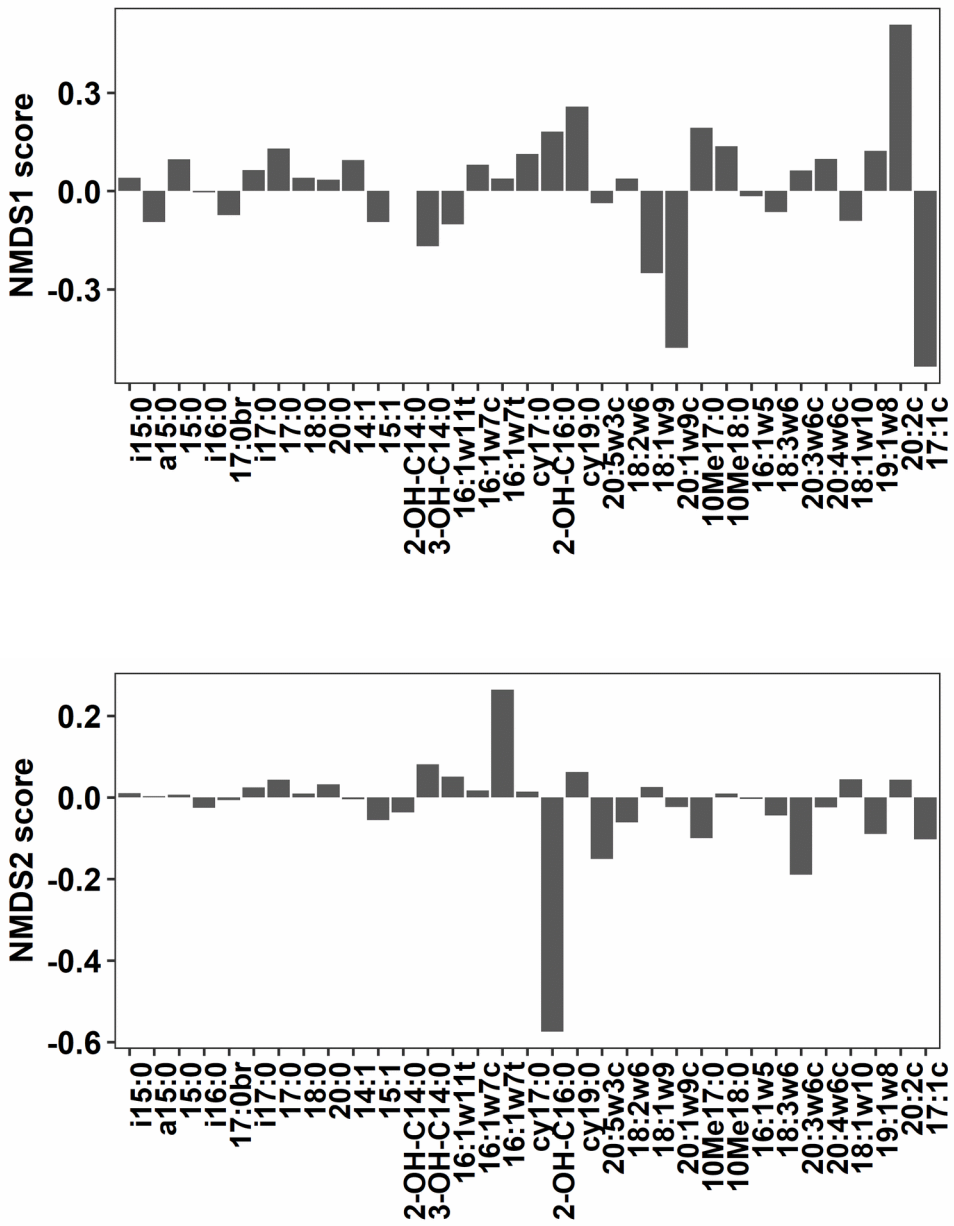 NMDS1 score
0.3
0.0
-0.3
i15:0
a15:0
15:0
i16:0
17:0br
i17:0
17:0
18:0
20:0
14:1
15:1
2-OH-C14:0
3-OH-C14:0
16:1w11t
16:1w7c
16:1w7t
cy17:0
2-OH-C16:0
cy19:0
20:5w3c
18:2w6
18:1w9
20:1w9c
10Me17:0
10Me18:0
16:1w5
18:3w6
20:3w6c
20:4w6c
18:1w10
19:1w8
20:2c
17:1c
NMDS2 score
0.2
0.0
-0.2
-0.4
-0.6
i15:0
a15:0
15:0
i16:0
17:0br
i17:0
17:0
18:0
20:0
14:1
15:1
2-OH-C14:0
3-OH-C14:0
16:1w11t
16:1w7c
16:1w7t
cy17:0
2-OH-C16:0
cy19:0
20:5w3c
18:2w6
18:1w9
20:1w9c
10Me17:0
10Me18:0
16:1w5
18:3w6
20:3w6c
20:4w6c
18:1w10
19:1w8
20:2c
17:1c